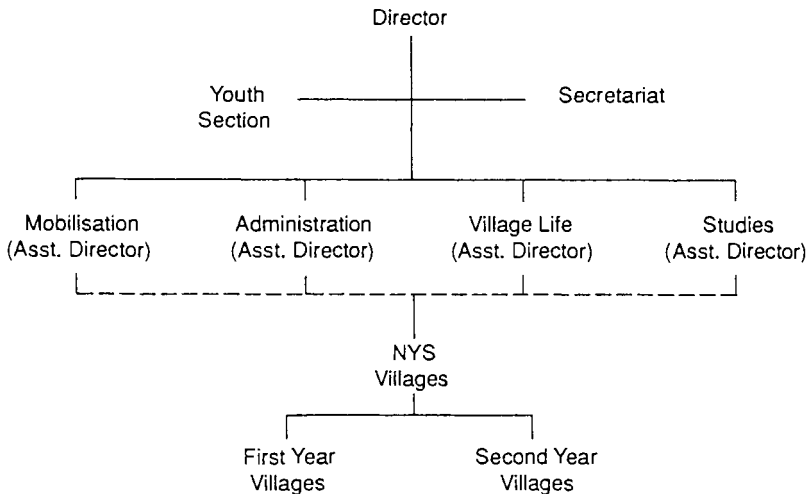 Director
Youth
Section
Secretariat
Mobilisation
(Asst. Director)
Administration
(Asst. Director)
Village Life
(Asst. Director)
Studies
(Asst. Director)
NYS
Villages
First Year
Villages
Second Year
Villages